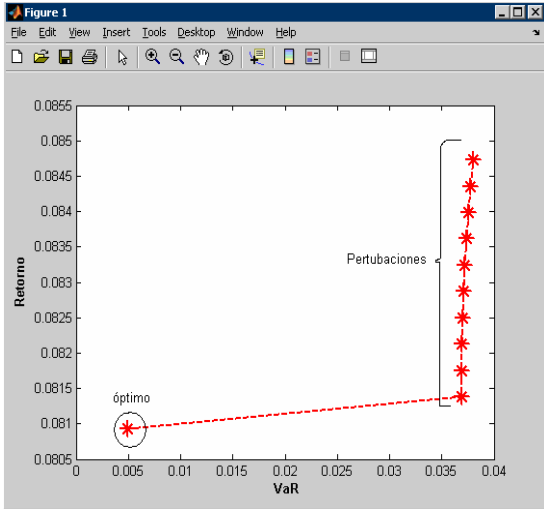 Figure 1
File Edit View Insert Tools Desktop Window Help
0.0855
0.085
0.0845
0.084
0.0835
0.083
0.0825
0.082
0.0815
0.081
0.0805
Retorno
Pertubaciones
óptimo
0 0.005 0.01 0.015 0.02 0.025 0.03 0.035 0.04
VaR